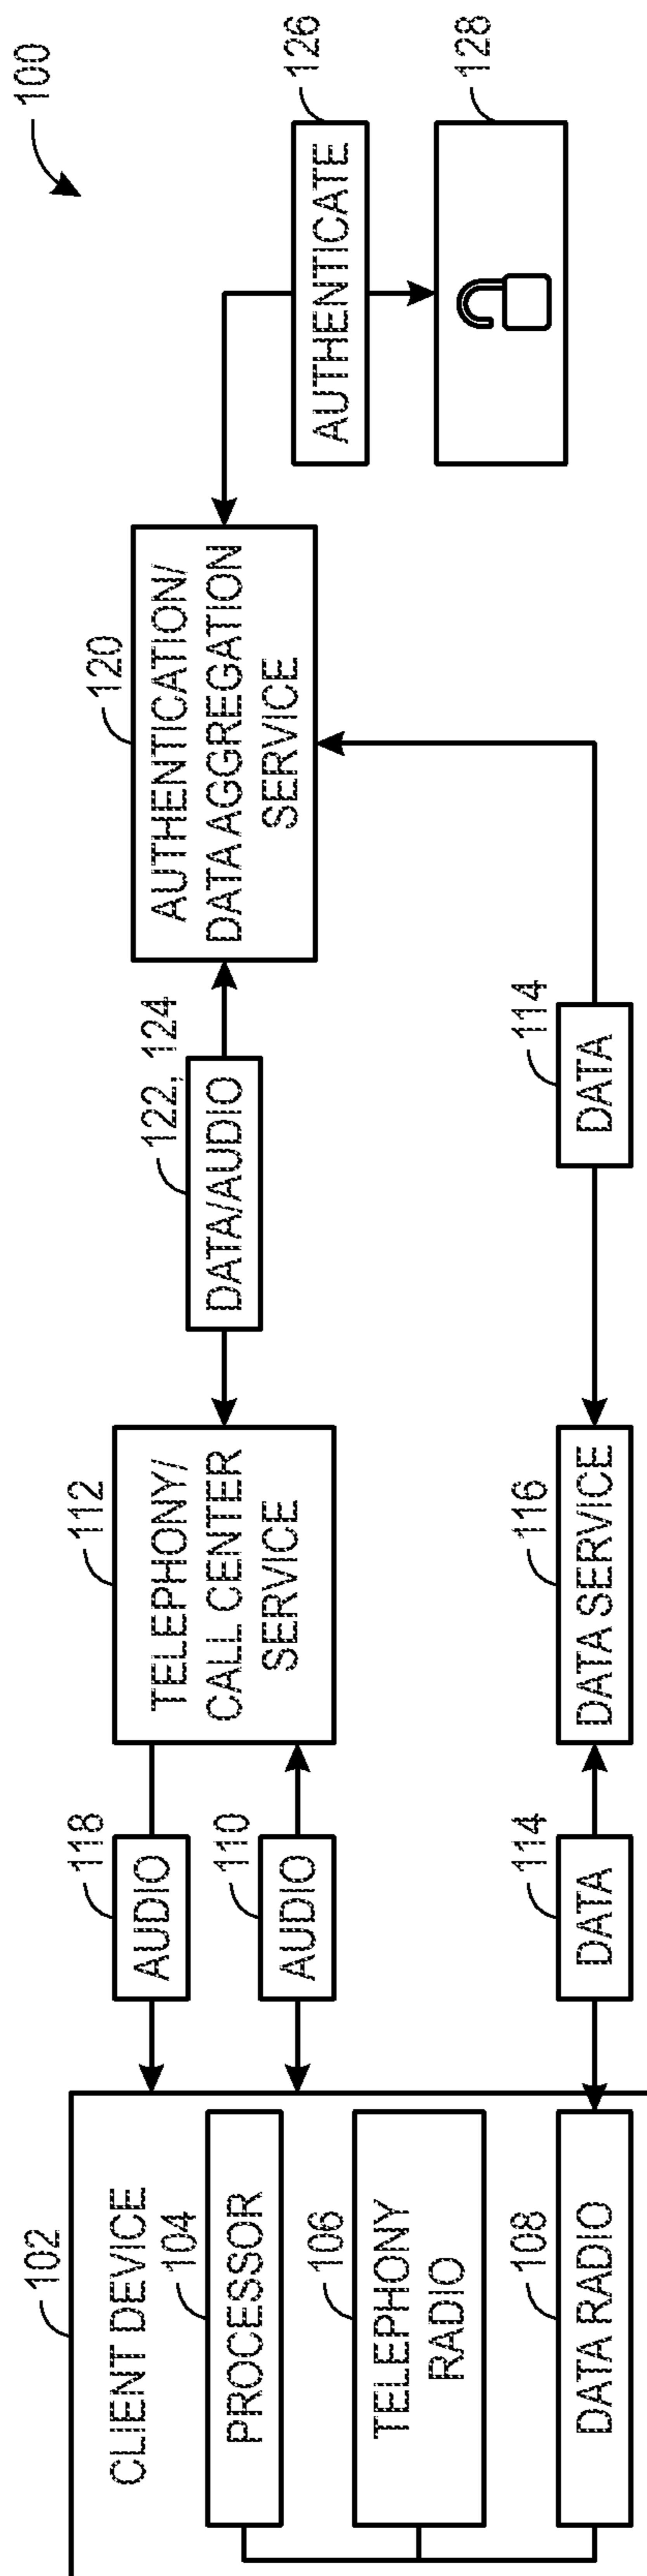 100
102
CLIENT DEVICE
104
PROCESSOR
106
TELEPHONY
RADIO
108
DATA RADIO
118
AUDIO
110
AUDIO
114
DATA
112
TELEPHONY/
CALL CENTER
SERVICE
116
DATA SERVICE
122, 124
DATA/AUDIO
114
DATA
120
AUTHENTICATION/
DATA AGGREGATION
SERVICE
126
AUTHENTICATE
128